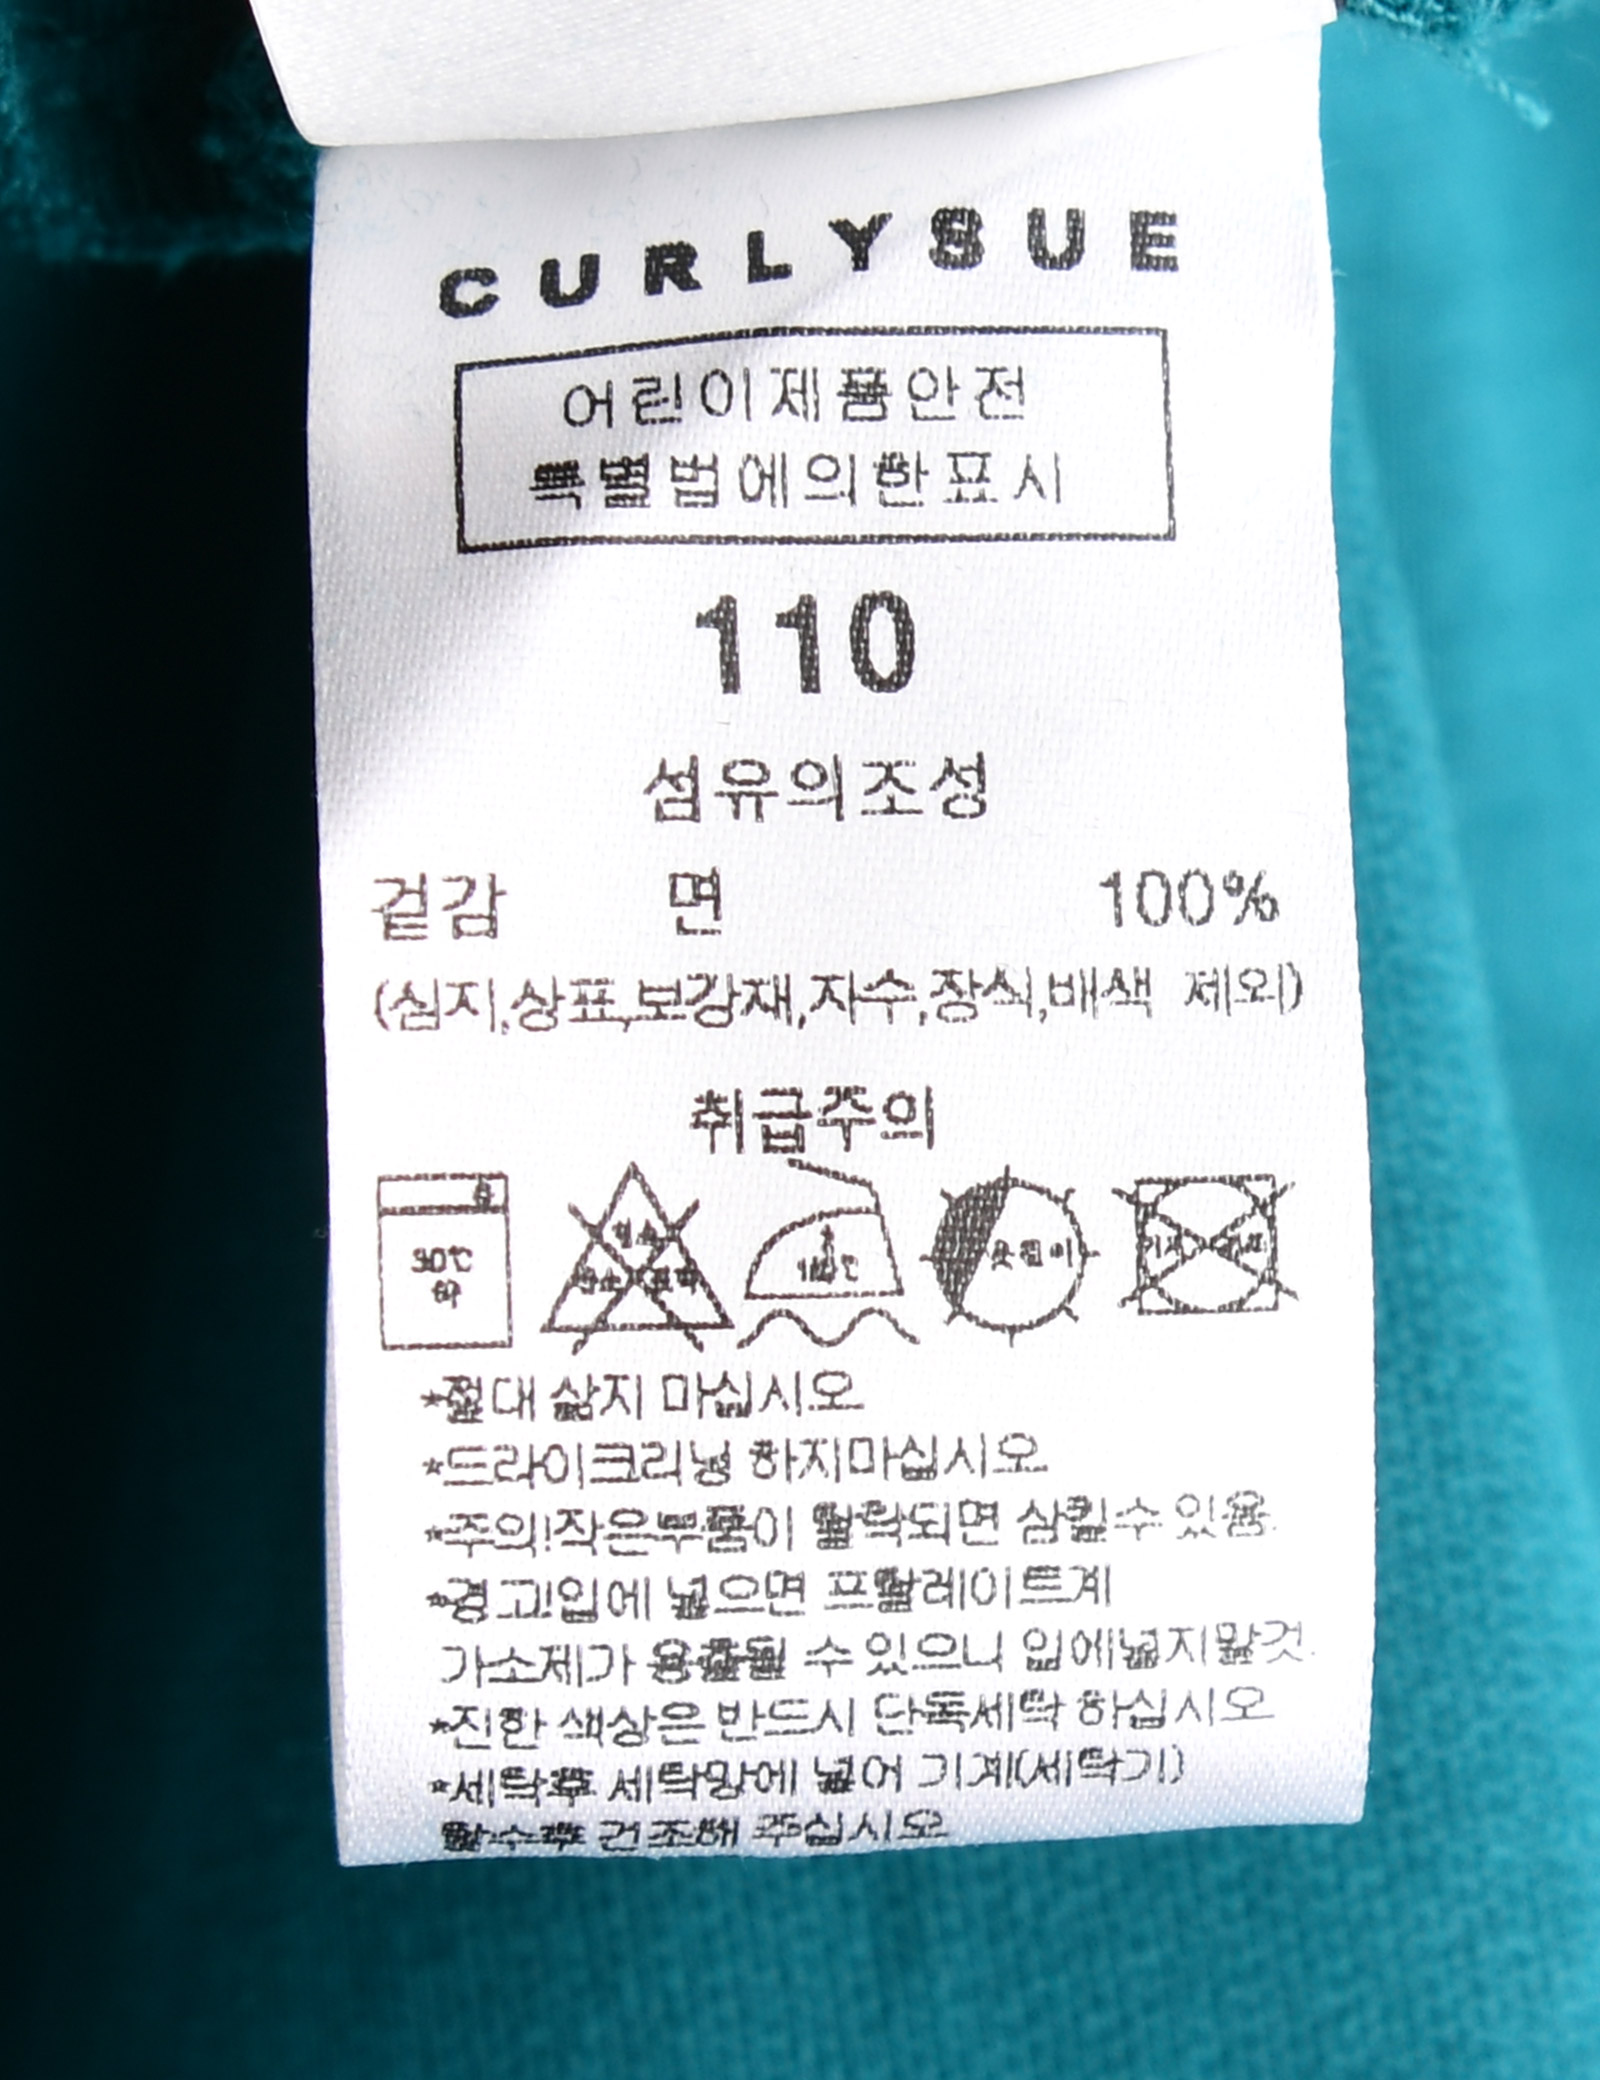 CURLYSUE
어린이제품안전
특별법에의한표시
110
섬유의조성
겉감 면 100%
(심지,상표,보강재,자수,장식,배색 제외)
취급주의
30℃
옷걸이
*절대 삶지 마십시오
*드라이크리닝 하지마십시오
*주의!작은부품이 탈락되면 삼킬수 있음.
*경고!입에 넣으면 프탈레이트계
가소제가 용출될 수 있으니 입에넣지말것.
*진한 색상은 반드시 단독세탁 하십시오
*세탁후 세탁망에 넣어 기계(세탁기)
탈수후 건조해 주십시오